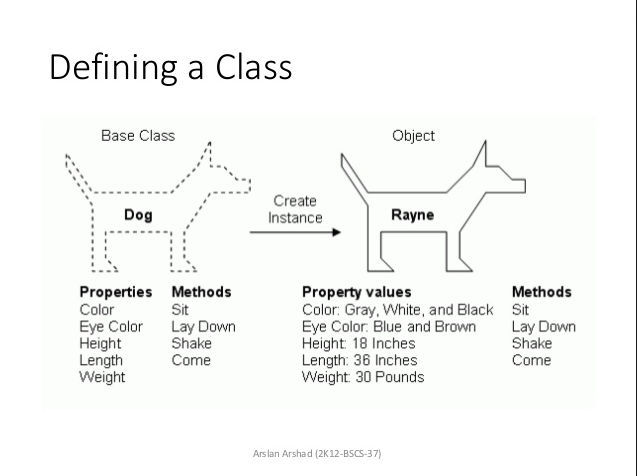 Defining a Class
Base Class
Dog
Create
Instance
Object
Rayne
Properties
Color
Eye Color
Height
Length
Weight
Methods
Sit
Lay Down
Shake
Come
Property values
Color: Gray, White, and Black
Eye Color: Blue and Brown
Height: 18 Inches
Length: 36 Inches
Weight: 30 Pounds
Methods
Sit
Lay Down
Shake
Come
Arslan Arshad (2K12-BSCS-37)